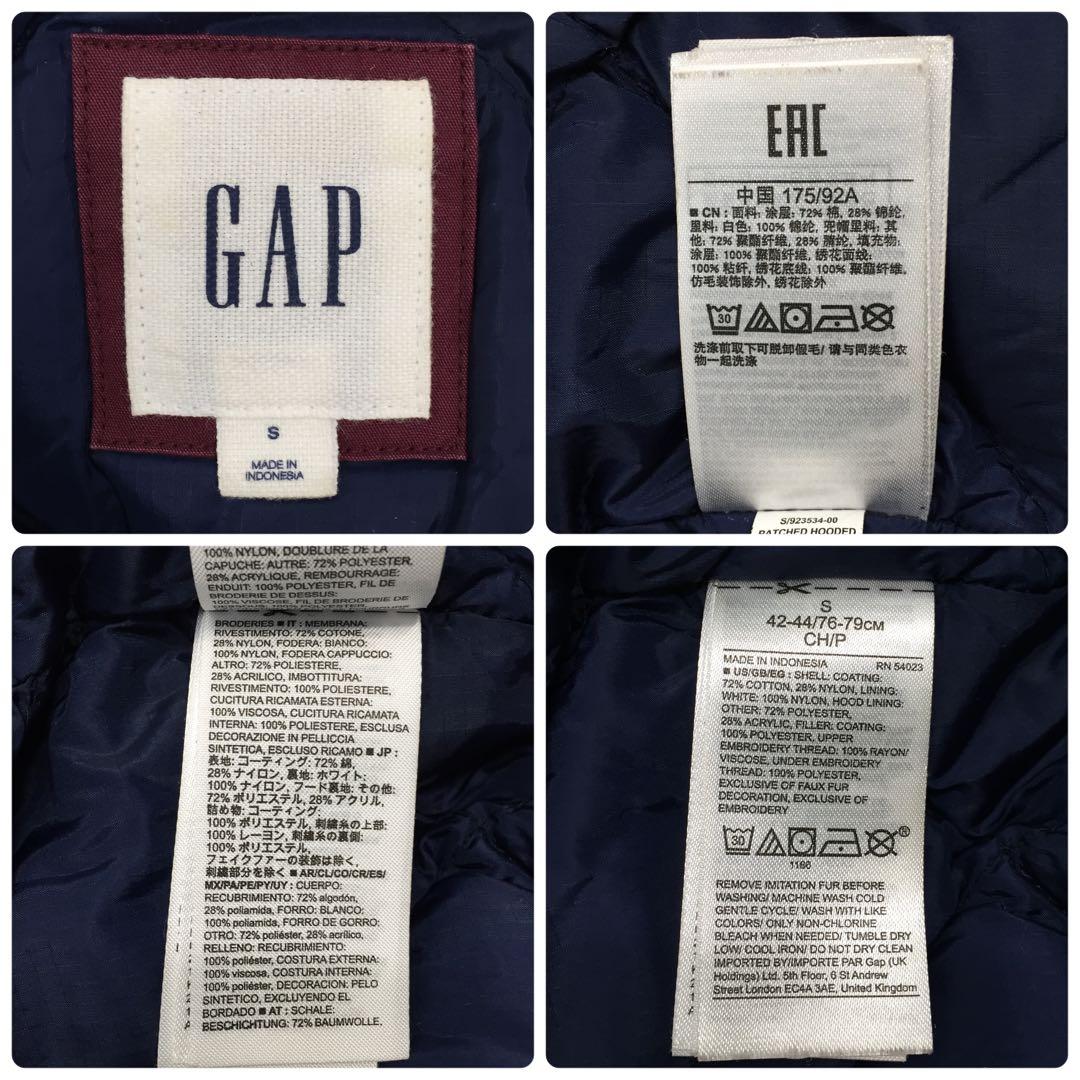 GAP
S
MADE IN
INDONESIA
EAC
中国 175/92A
■ CN: 面料: 涂层: 72% 棉, 28% 锦纶,
里料: 白色: 100% 锦纶, 兜帽里料: 其
他: 72% 聚酯纤维, 28% 腈纶, 填充物:
涂层: 100% 聚酯纤维, 绣花面线:
100% 粘纤, 绣花底线: 100% 聚酯纤维,
仿毛装饰除外, 绣花除外
30
洗涤前取下可脱卸假毛/ 请与同类色衣
物一起洗涤
S/923534-00
PATCHED HOODED
100% NYLON, DOUBLURE DE LA
CAPUCHE: AUTRE: 72% POLYESTER,
28% ACRYLIQUE, REMBOURRAGE:
ENDUIT: 100% POLYESTER, FIL DE
BRODERIE DE DESSUS:
100% VISCOSE, FIL DE BRODERIE DE
DESSOUS: 100% POLYESTER
BRODERIES ■ IT : MEMBRANA:
RIVESTIMENTO: 72% COTONE,
28% NYLON, FODERA: BIANCO:
100% NYLON, FODERA CAPPUCCIO:
ALTRO: 72% POLIESTERE,
28% ACRILICO, IMBOTTITURA:
RIVESTIMENTO: 100% POLIESTERE,
CUCITURA RICAMATA ESTERNA:
100% VISCOSA, CUCITURA RICAMATA
INTERNA: 100% POLIESTERE, ESCLUSA
DECORAZIONE IN PELLICCIA
SINTETICA, ESCLUSO RICAMO ■ JP :
表地: コーティング: 72% 綿,
28% ナイロン, 裏地: ホワイト:
100% ナイロン, フード裏地: その他:
72% ポリエステル, 28% アクリル,
詰め物: コーティング:
100% ポリエステル, 刺繍糸の上部:
100% レーヨン, 刺繍糸の裏側:
100% ポリエステル,
フェイクファーの装飾は除く,
刺繍部分を除く ■ AR/CL/CO/CR/ES/
MX/PA/PE/PY/UY : CUERPO:
RECUBRIMIENTO: 72% algodón,
28% poliamida, FORRO: BLANCO:
100% poliamida, FORRO DE GORRO:
OTRO: 72% poliéster, 28% acrílico,
RELLENO: RECUBRIMIENTO:
100% poliéster, COSTURA EXTERNA:
100% viscosa, COSTURA INTERNA:
100% poliéster, DECORACION: PELO
SINTETICO, EXCLUYENDO EL
BORDADO ■ AT : SCHALE:
BESCHICHTUNG: 72% BAUMWOLLE,
S
42-44/76-79CM
CH/P
MADE IN INDONESIA RN 54023
■ US/GB/EG : SHELL: COATING:
72% COTTON, 28% NYLON, LINING:
WHITE: 100% NYLON, HOOD LINING:
OTHER: 72% POLYESTER,
28% ACRYLIC, FILLER: COATING:
100% POLYESTER, UPPER
EMBROIDERY THREAD: 100% RAYON/
VISCOSE, UNDER EMBROIDERY
THREAD: 100% POLYESTER,
EXCLUSIVE OF FAUX FUR
DECORATION, EXCLUSIVE OF
EMBROIDERY
30 ®
1186
REMOVE IMITATION FUR BEFORE
WASHING/ MACHINE WASH COLD
GENTLE CYCLE/ WASH WITH LIKE
COLORS/ ONLY NON-CHLORINE
BLEACH WHEN NEEDED/ TUMBLE DRY
LOW/ COOL IRON/ DO NOT DRY CLEAN
IMPORTED BY/IMPORTE PAR Gap (UK
Holdings) Ltd. 5th Floor, 6 St Andrew
Street London EC4A 3AE, United Kingdom